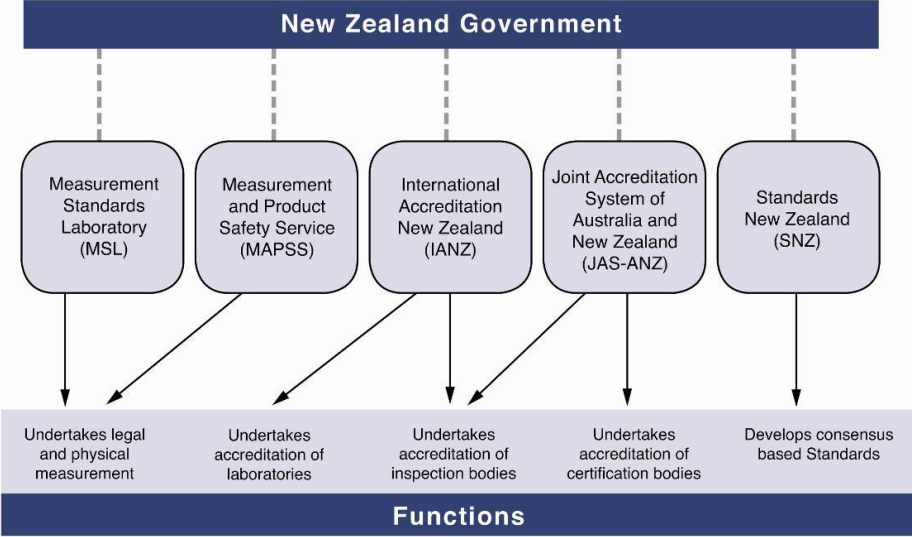 New Zealand Government
Measurement
Standards
Laboratory
(MSL)
Measurement
and Product
Safety Service
(MAPSS)
International
Accreditation
New Zealand
(IANZ)
Joint Accreditation
System of
Australia and
New Zealand
(JAS-ANZ)
Standards
New Zealand
(SNZ)
Undertakes legal
and physical
measurement
Undertakes
accreditation of
laboratories
Undertakes
accreditation of
inspection bodies
Undertakes
accreditation of
certification bodies
Develops consensus
based Standards
Functions